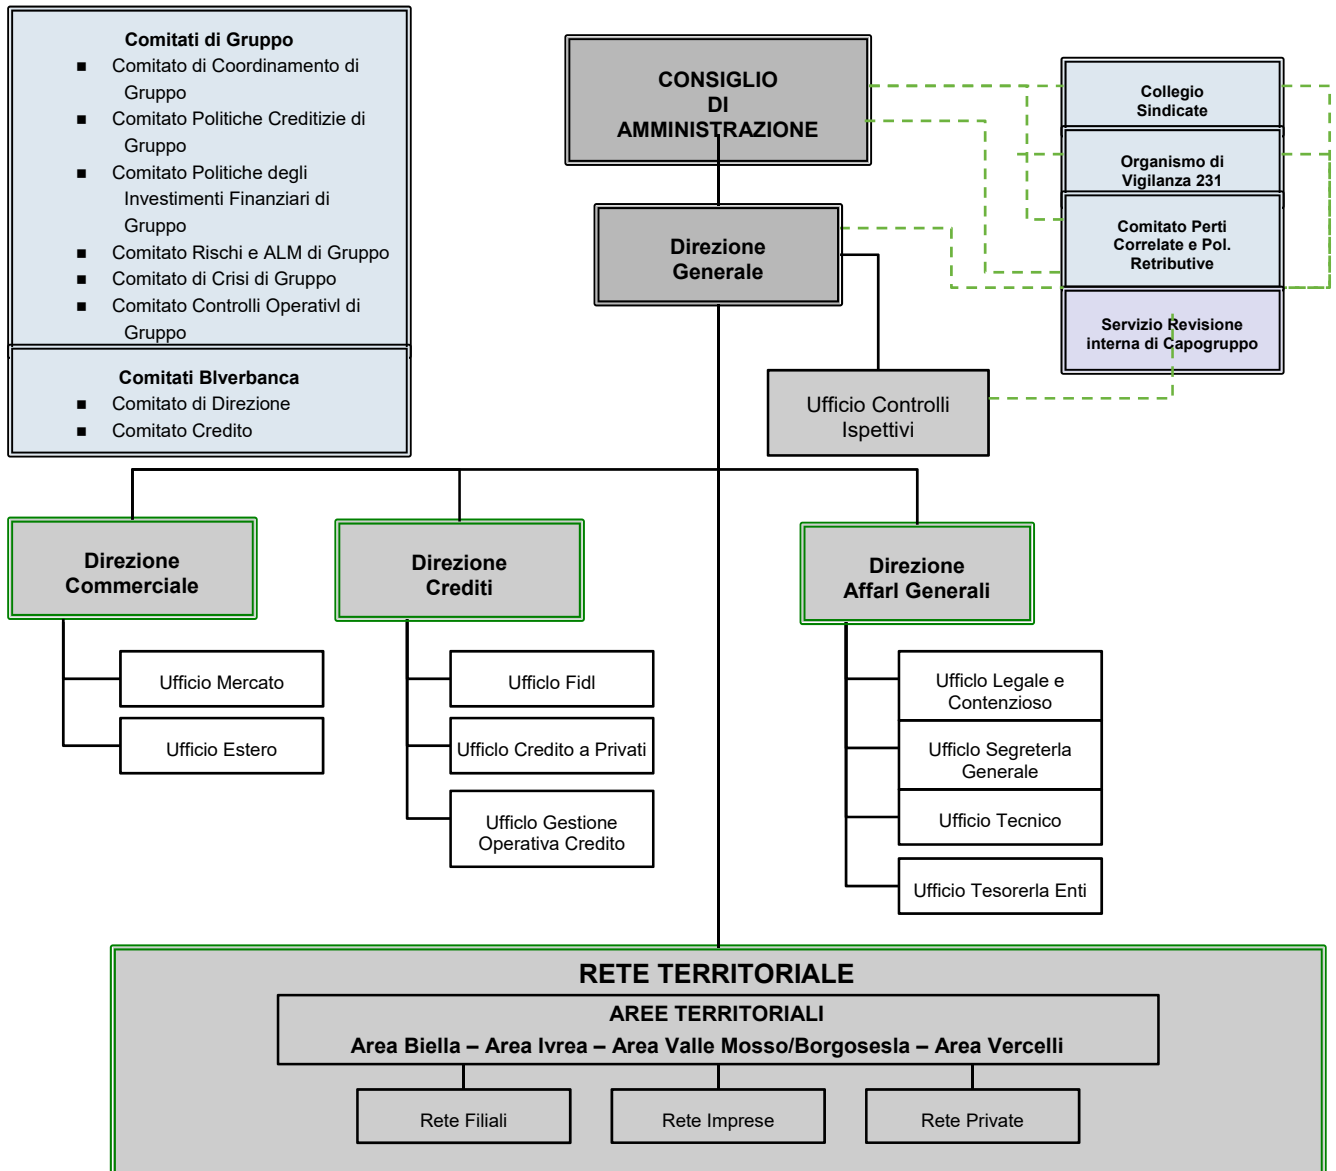 Comitati di Gruppo
■ Comitato di Coordinamento di
Gruppo
■ Comitato Politiche Creditizie di
Gruppo
■ Comitato Politiche degli
Investimenti Finanziari di
Gruppo
■ Comitato Rischi e ALM di Gruppo
■ Comitato di Crisi di Gruppo
■ Comitato Controlli Operativl di
Gruppo
Comitati Blverbanca
■ Comitato di Direzione
■ Comitato Credito
CONSIGLIO
DI
AMMINISTRAZIONE
Direzione
Generale
Collegio
Sindicate
Organismo di
Vigilanza 231
Comitato Perti
Correlate e Pol.
Retributive
Servizio Revisione
interna di Capogruppo
Ufficio Controlli
Ispettivi
Direzione
Commerciale
Ufficio Mercato
Ufficio Estero
Direzione
Crediti
Ufficlo Fidl
Ufficlo Credito a Privati
Ufficlo Gestione
Operativa Credito
Direzione
Affarl Generali
Ufficlo Legale e
Contenzioso
Ufficlo Segreterla
Generale
Ufficio Tecnico
Ufficio Tesorerla Enti
RETE TERRITORIALE
AREE TERRITORIALI
Area Biella – Area Ivrea – Area Valle Mosso/Borgosesla – Area Vercelli
Rete Filiali
Rete Imprese
Rete Private